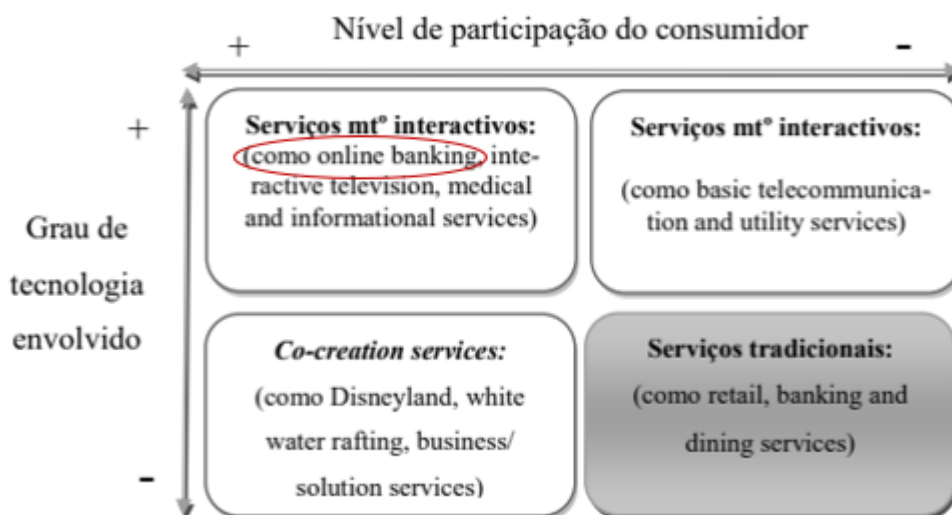 Nível de participação do consumidor
+
-
+
Grau de
tecnologia
envolvido
-
Serviços mtº interactivos:
(como online banking, inte-
ractive television, medical
and informational services)
Serviços mtº interactivos:
(como basic telecommunica-
tion and utility services)
Co-creation services:
(como Disneyland, white
water rafting, business/
solution services)
Serviços tradicionais:
(como retail, banking and
dining services)